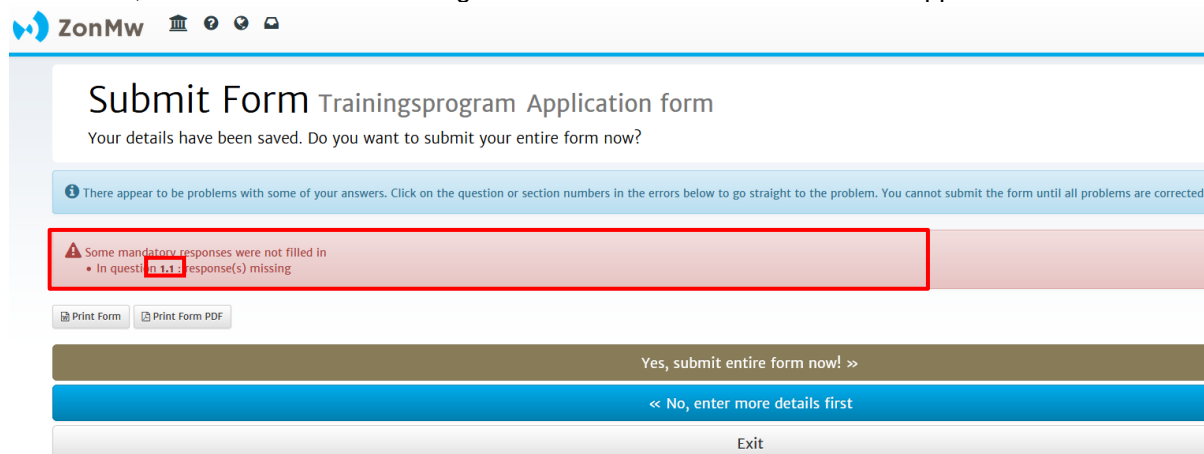 ZonMw
Submit Form Trainingsprogram Application form
Your details have been saved. Do you want to submit your entire form now?
There appear to be problems with some of your answers. Click on the question or section numbers in the errors below to go straight to the problem. You cannot submit the form until all problems are corrected
Some mandatory responses were not filled in
• In question 1.1 : response(s) missing
Print Form Print Form PDF
Yes, submit entire form now! »
« No, enter more details first
Exit